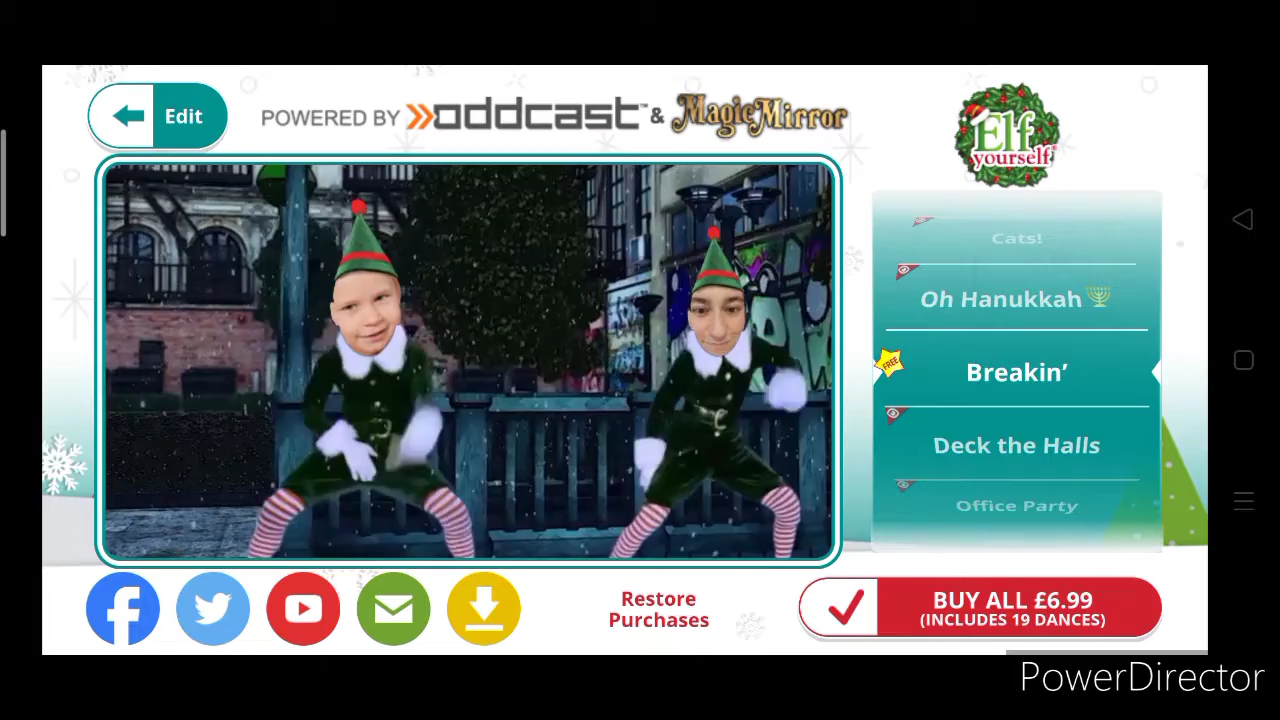 Edit
POWERED BY oddcast™ & MagicMirror
Elf
yourself®
Cats!
Oh Hanukkah
FREE
Breakin’
Deck the Halls
Office Party
Restore
Purchases
BUY ALL £6.99
(INCLUDES 19 DANCES)
PowerDirector